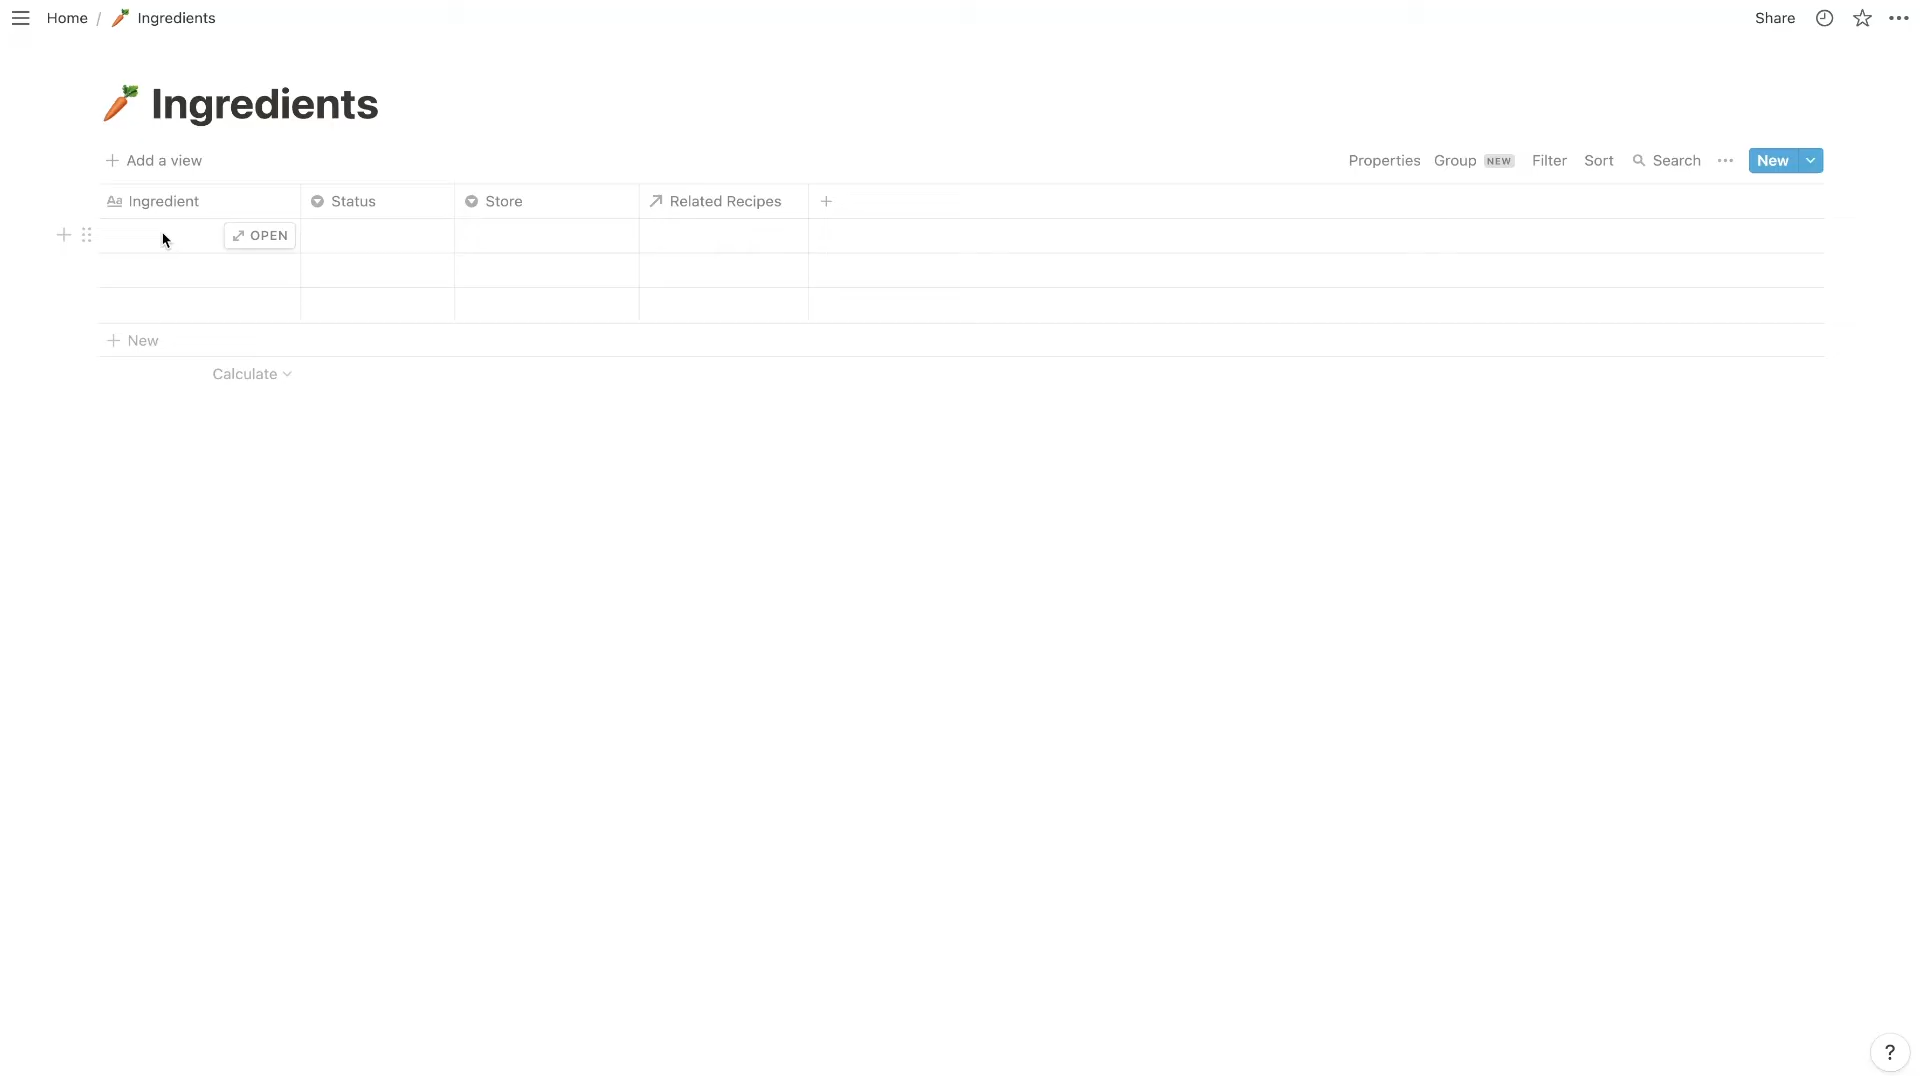 Home / Ingredients
Share
Ingredients
Add a view
Properties Group NEW Filter Sort Search New
Aa Ingredient Status Store Related Recipes
OPEN
New
Calculate
?